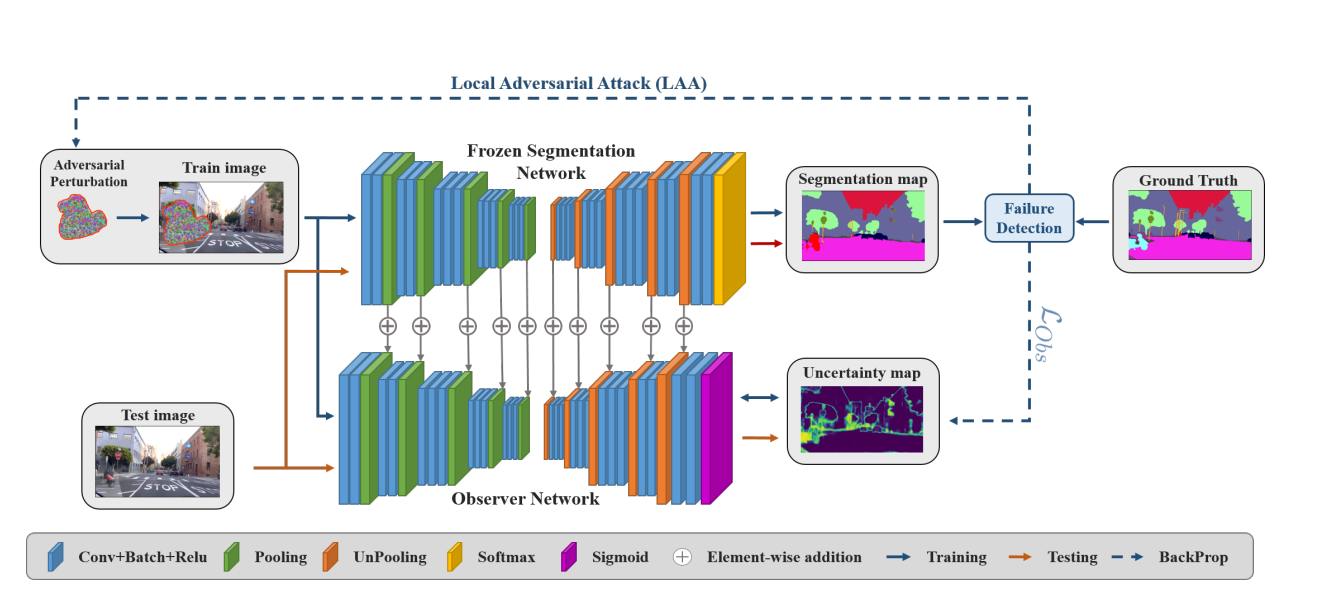 Local Adversarial Attack (LAA)
Adversarial
Perturbation
Train image
STOP
Frozen Segmentation
Network
Segmentation map
Failure
Detection
Ground Truth
ℒObs
Test image
STOP
Observer Network
Uncertainty map
Conv+Batch+Relu
Pooling
UnPooling
Softmax
Sigmoid
Element-wise addition
Training
Testing
BackProp